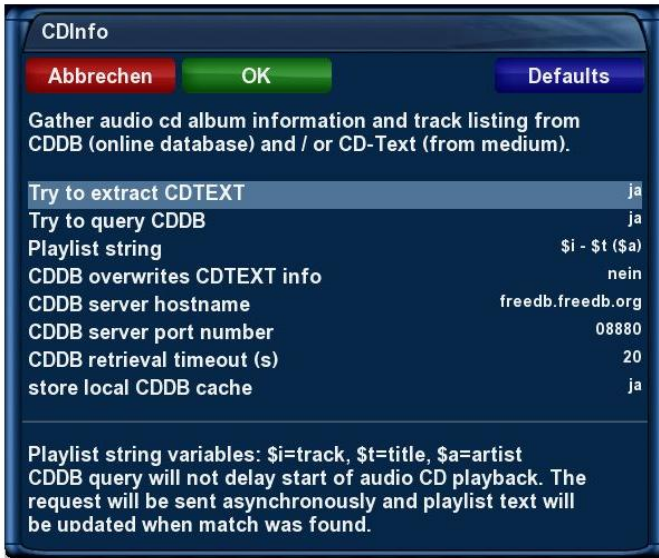 CDInfo
Abbrechen OK Defaults
Gather audio cd album information and track listing from
CDDB (online database) and / or CD-Text (from medium).
Try to extract CDTEXT ja
Try to query CDDB ja
Playlist string $i - $t ($a)
CDDB overwrites CDTEXT info nein
CDDB server hostname freedb.freedb.org
CDDB server port number 08880
CDDB retrieval timeout (s) 20
store local CDDB cache ja
Playlist string variables: $i=track, $t=title, $a=artist
CDDB query will not delay start of audio CD playback. The
request will be sent asynchronously and playlist text will
be updated when match was found.